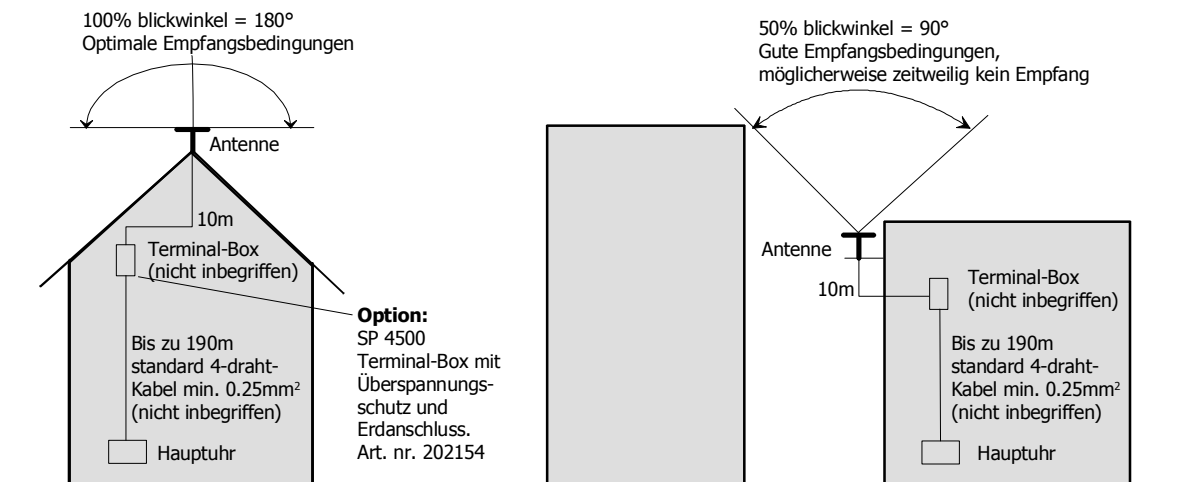 100% blickwinkel = 180°
Optimale Empfangsbedingungen
Antenne
10m
Terminal-Box
(nicht inbegriffen)
Option:
SP 4500
Terminal-Box mit
Überspannungs-
schutz und
Erdanschluss.
Art. nr. 202154
Bis zu 190m
standard 4-draht-
Kabel min. 0.25mm²
(nicht inbegriffen)
Hauptuhr
50% blickwinkel = 90°
Gute Empfangsbedingungen,
möglicherweise zeitweilig kein Empfang
Antenne
10m
Terminal-Box
(nicht inbegriffen)
Bis zu 190m
standard 4-draht-
Kabel min. 0.25mm²
(nicht inbegriffen)
Hauptuhr